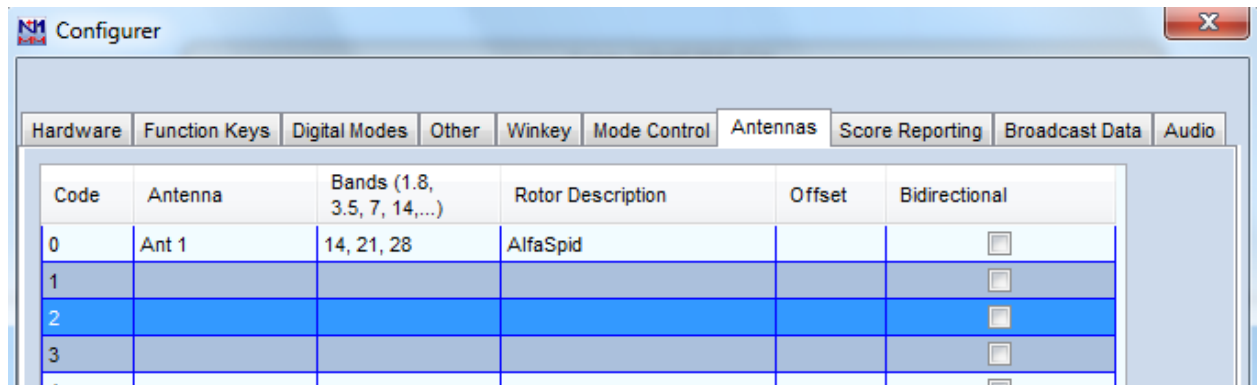 N1MM Configurer
X
Hardware Function Keys Digital Modes Other Winkey Mode Control Antennas Score Reporting Broadcast Data Audio
Code Antenna Bands (1.8, 3.5, 7, 14,...) Rotor Description Offset Bidirectional
0 Ant 1 14, 21, 28 AlfaSpid
1
2
3